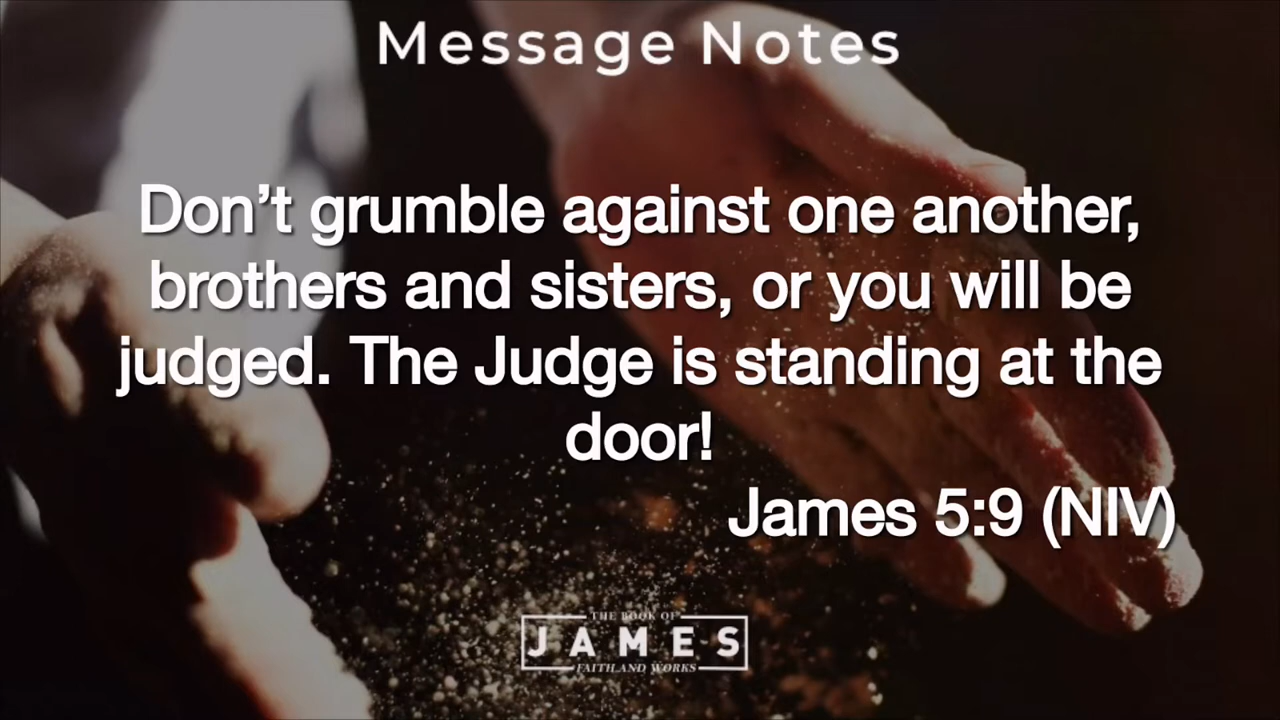 Message Notes
Don’t grumble against one another,
brothers and sisters, or you will be
judged. The Judge is standing at the
door!
James 5:9 (NIV)
THE BOOK OF
JAMES
FAITH AND WORKS